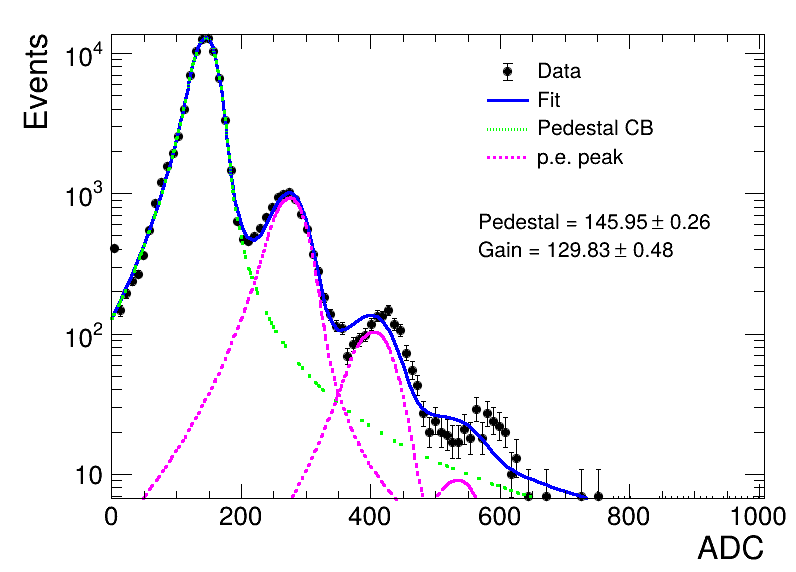 Events
10⁴
10³
10²
10
Data
Fit
Pedestal CB
p.e. peak
Pedestal = 145.95 ± 0.26
Gain = 129.83 ± 0.48
0 200 400 600 800 1000
ADC